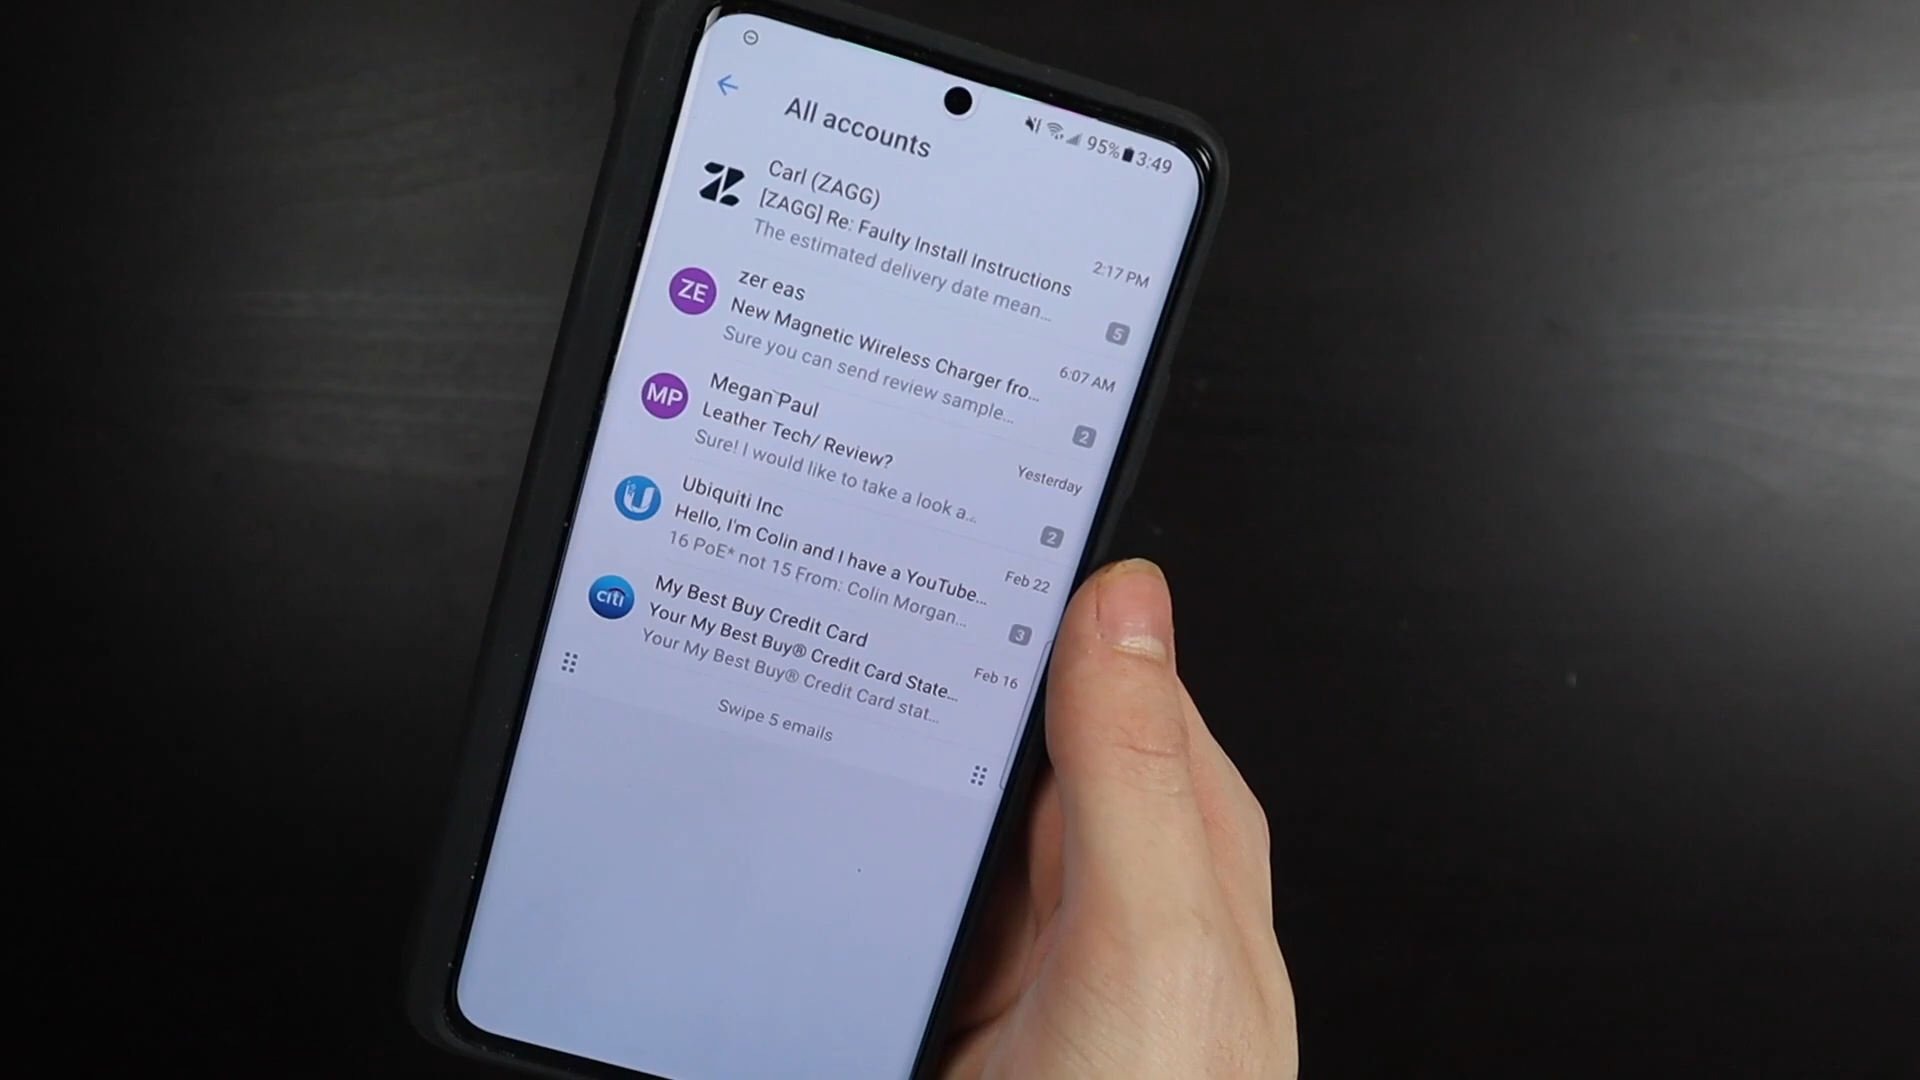 95% 3:49
All accounts
Carl (ZAGG)
[ZAGG] Re: Faulty Install Instructions
2:17 PM
The estimated delivery date mean...
5
ZE
zer eas
New Magnetic Wireless Charger fro...
6:07 AM
Sure you can send review sample...
2
MP
Megan Paul
Leather Tech/ Review?
Yesterday
Sure! I would like to take a look a...
2
U
Ubiquiti Inc
Hello, I'm Colin and I have a YouTube...
Feb 22
16 PoE* not 15 From: Colin Morgan...
3
citi
My Best Buy Credit Card
Your My Best Buy® Credit Card State...
Feb 16
Your My Best Buy® Credit Card stat...
Swipe 5 emails